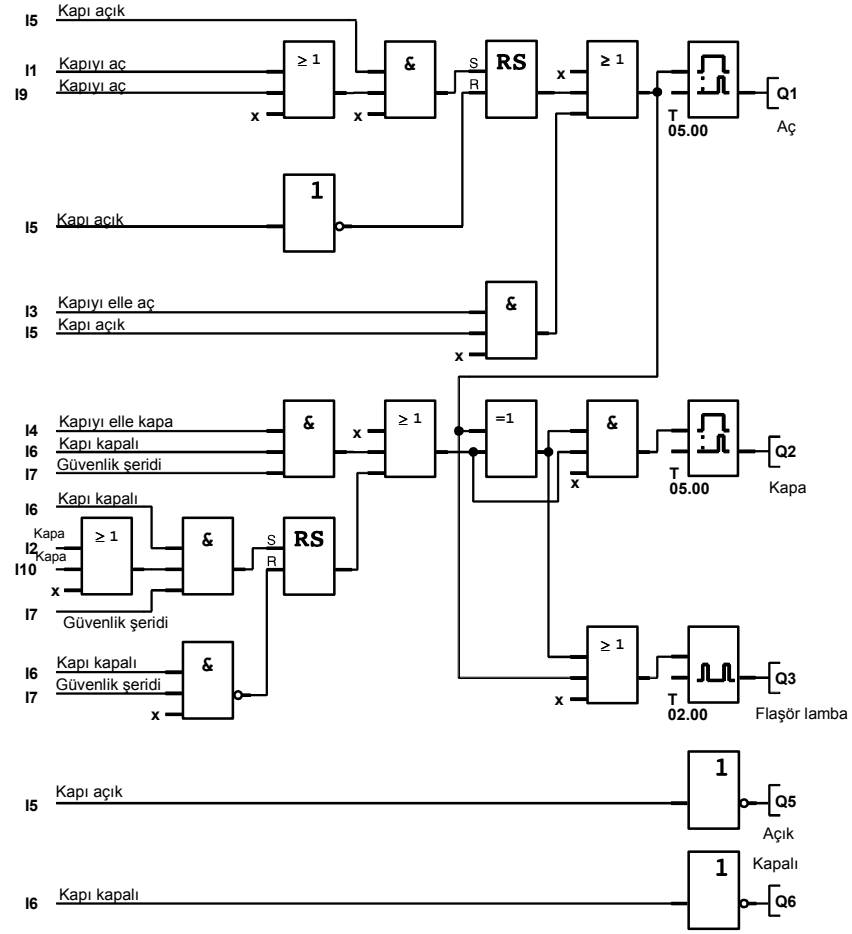 I5 Kapı açık
I1 Kapıyı aç ≥ 1 & S RS x ≥ 1
I9 Kapıyı aç R Q1
x x T Aç
05.00
1
I5 Kapı açık
I3 Kapıyı elle aç &
I5 Kapı açık
x
I4 Kapıyı elle kapa & x ≥ 1 =1 &
I6 Kapı kapalı Q2
I7 Güvenlik şeridi x T Kapa
05.00
I6 Kapı kapalı
Kapa ≥ 1 & S RS
I2 Kapa R
I10
x
I7 Güvenlik şeridi
& ≥ 1
I6 Kapı kapalı Q3
I7 Güvenlik şeridi x T
x 02.00 Flaşör lamba
1
I5 Kapı açık Q5
Açık
1 Kapalı
I6 Kapı kapalı Q6